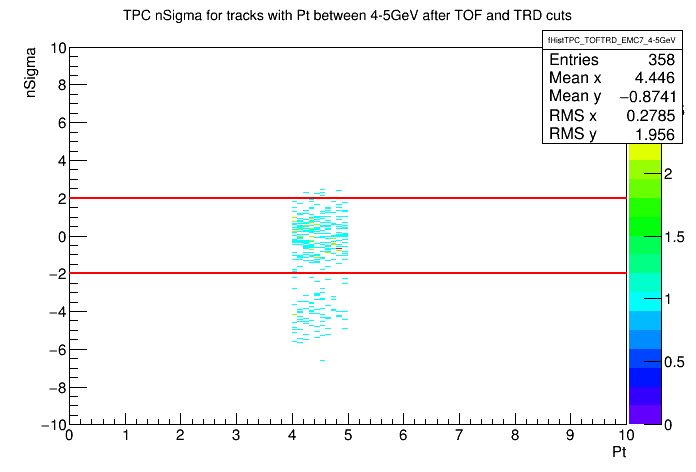 TPC nSigma for tracks with Pt between 4-5GeV after TOF and TRD cuts
fHistTPC_TOFTRD_EMC7_4-5GeV
Entries 358
Mean x 4.446
Mean y −0.8741
RMS x 0.2785
RMS y 1.956
nSigma
10
8
6
4
2
0
−2
−4
−6
−8
−10
0 1 2 3 4 5 6 7 8 9 10
Pt
2
1.5
1
0.5
0